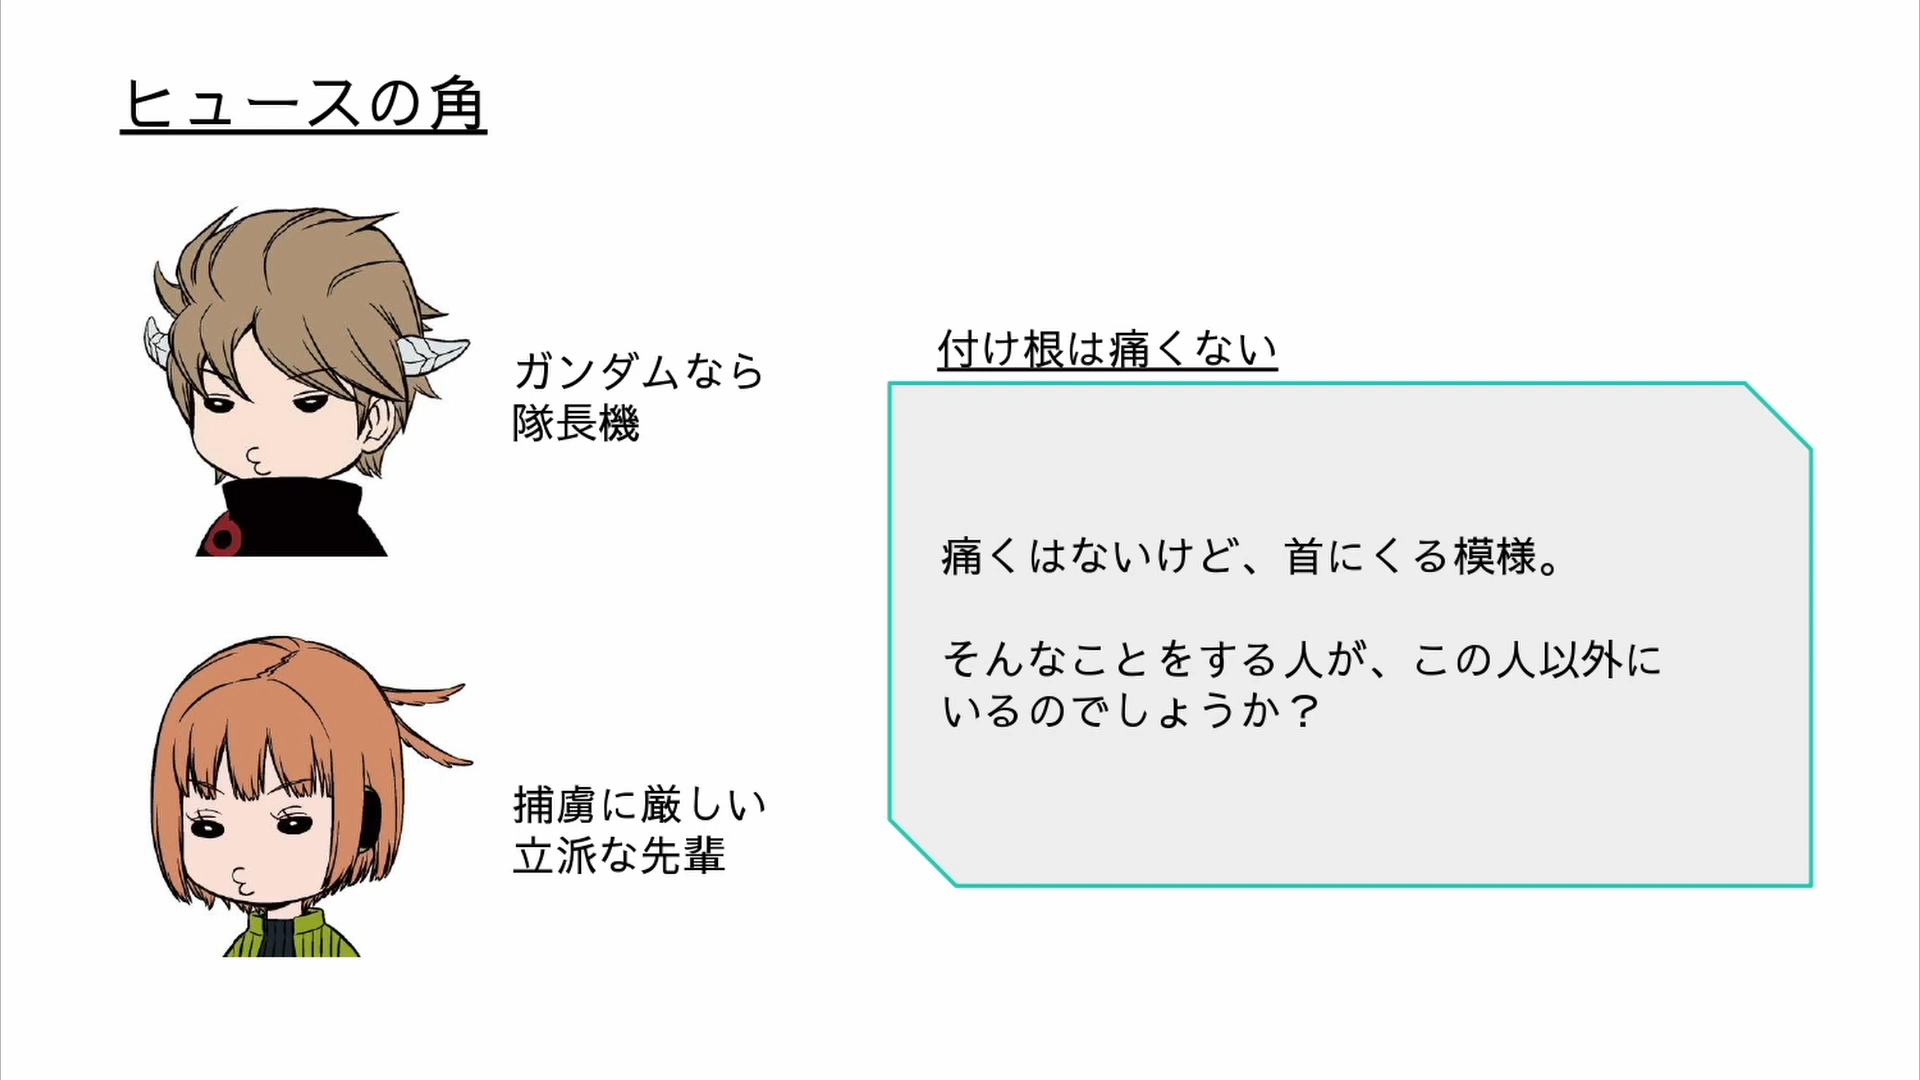 ヒュースの角
ガンダムなら
隊長機
捕虜に厳しい
立派な先輩
付け根は痛くない
痛くはないけど、首にくる模様。
そんなことをする人が、この人以外に
いるのでしょうか？